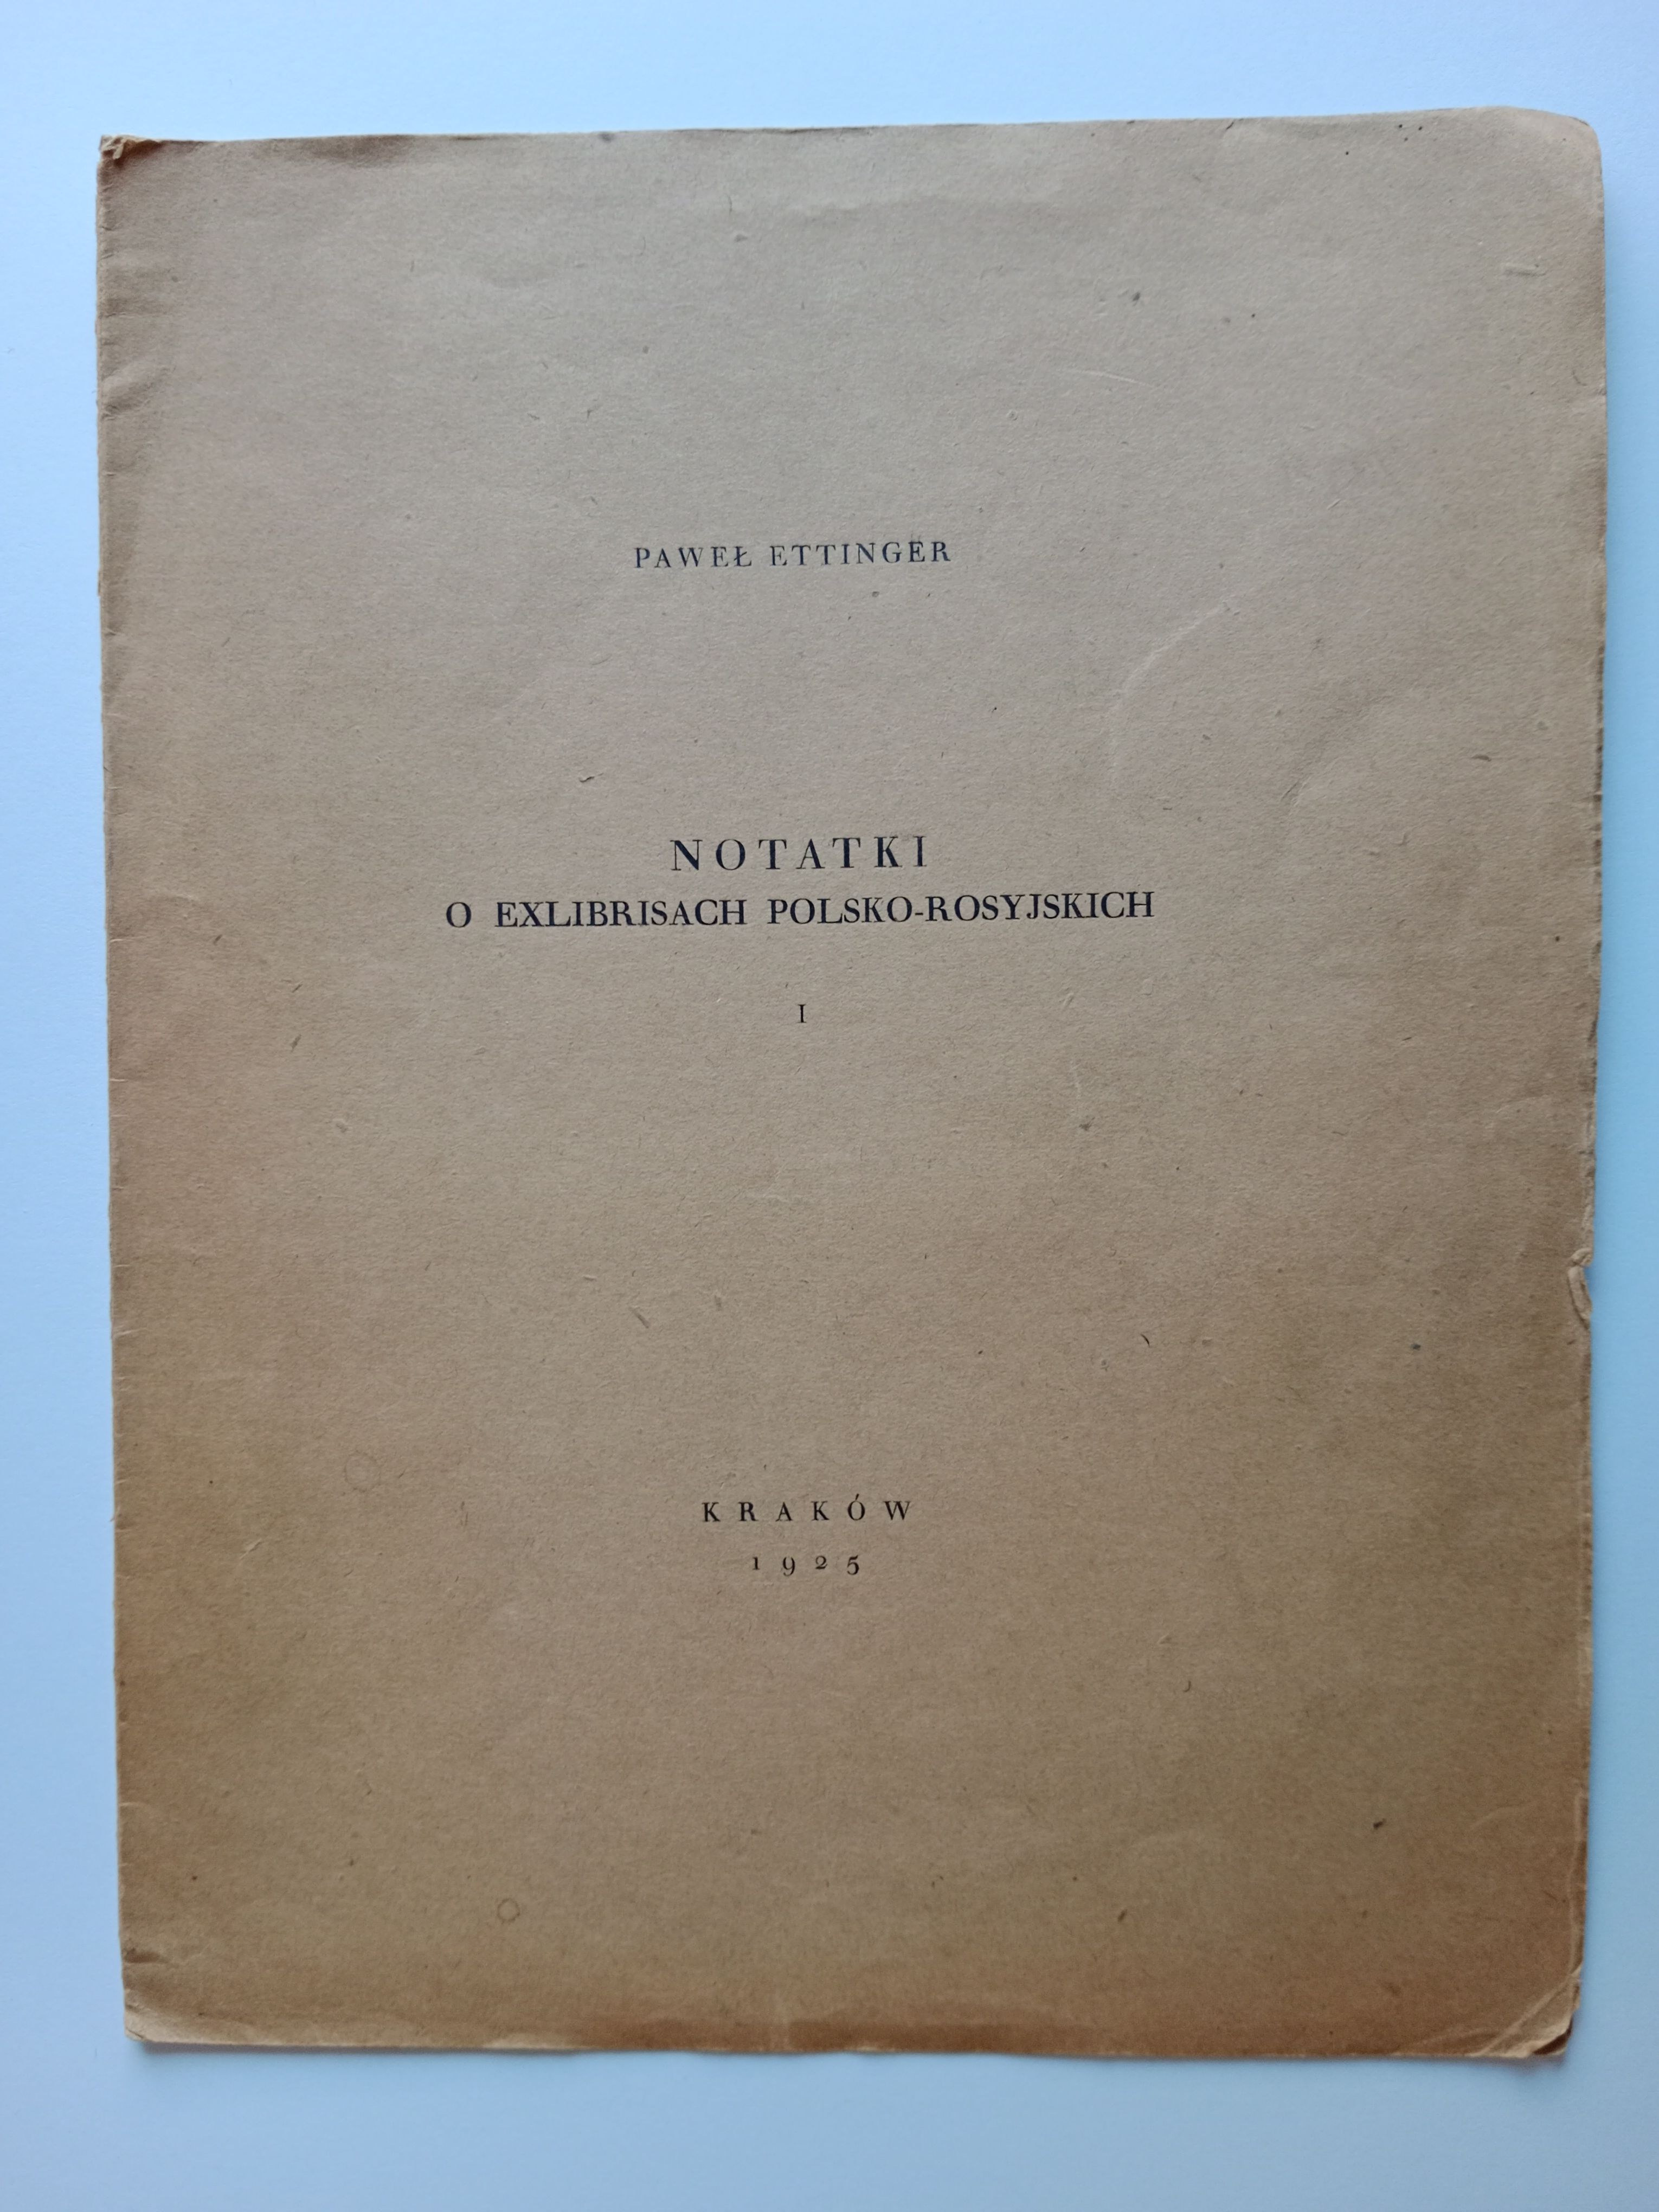 PAWEŁ ETTINGER
NOTATKI
O EXLIBRISACH POLSKO-ROSYJSKICH
I
KRAKÓW
1925